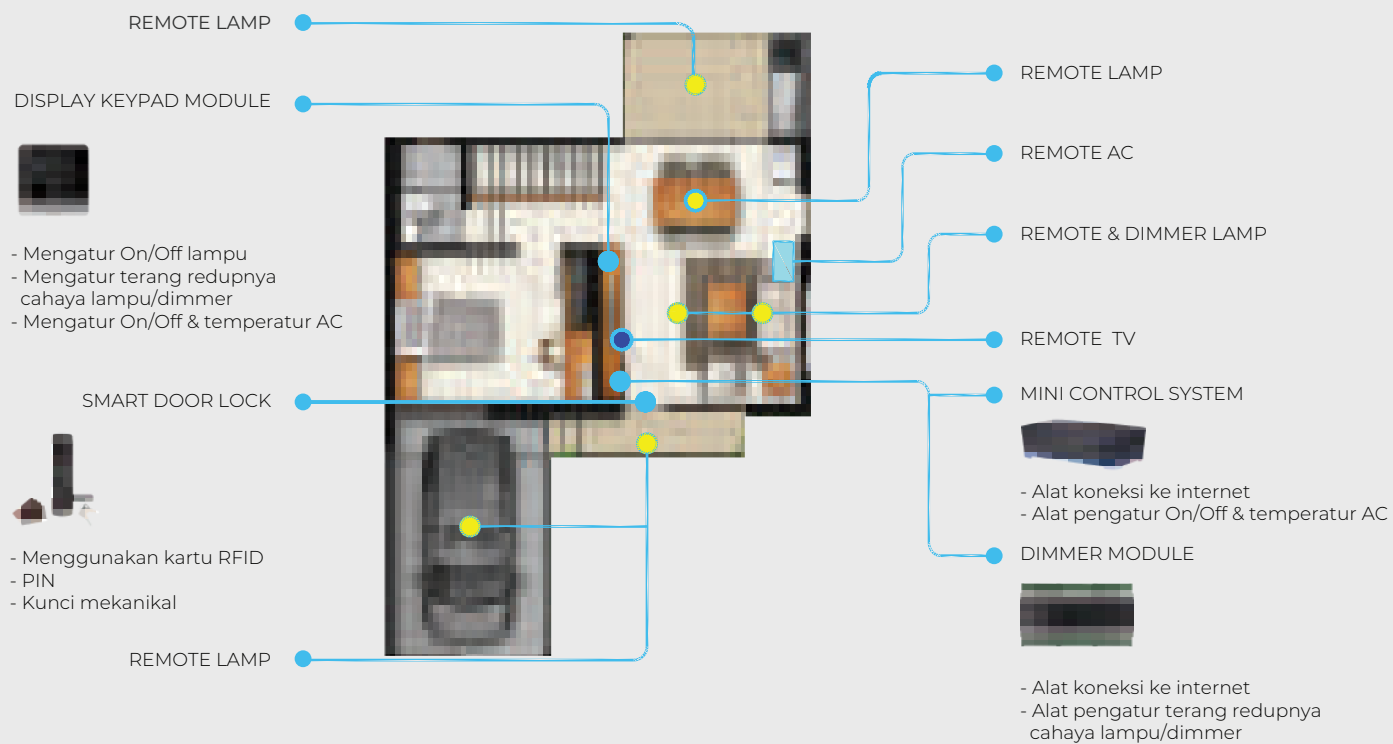 REMOTE LAMP
DISPLAY KEYPAD MODULE
- Mengatur On/Off lampu
- Mengatur terang redupnya
cahaya lampu/dimmer
- Mengatur On/Off & temperatur AC
SMART DOOR LOCK
- Menggunakan kartu RFID
- PIN
- Kunci mekanikal
REMOTE LAMP
REMOTE LAMP
REMOTE AC
REMOTE & DIMMER LAMP
REMOTE TV
MINI CONTROL SYSTEM
- Alat koneksi ke internet
- Alat pengatur On/Off & temperatur AC
DIMMER MODULE
- Alat koneksi ke internet
- Alat pengatur terang redupnya
cahaya lampu/dimmer